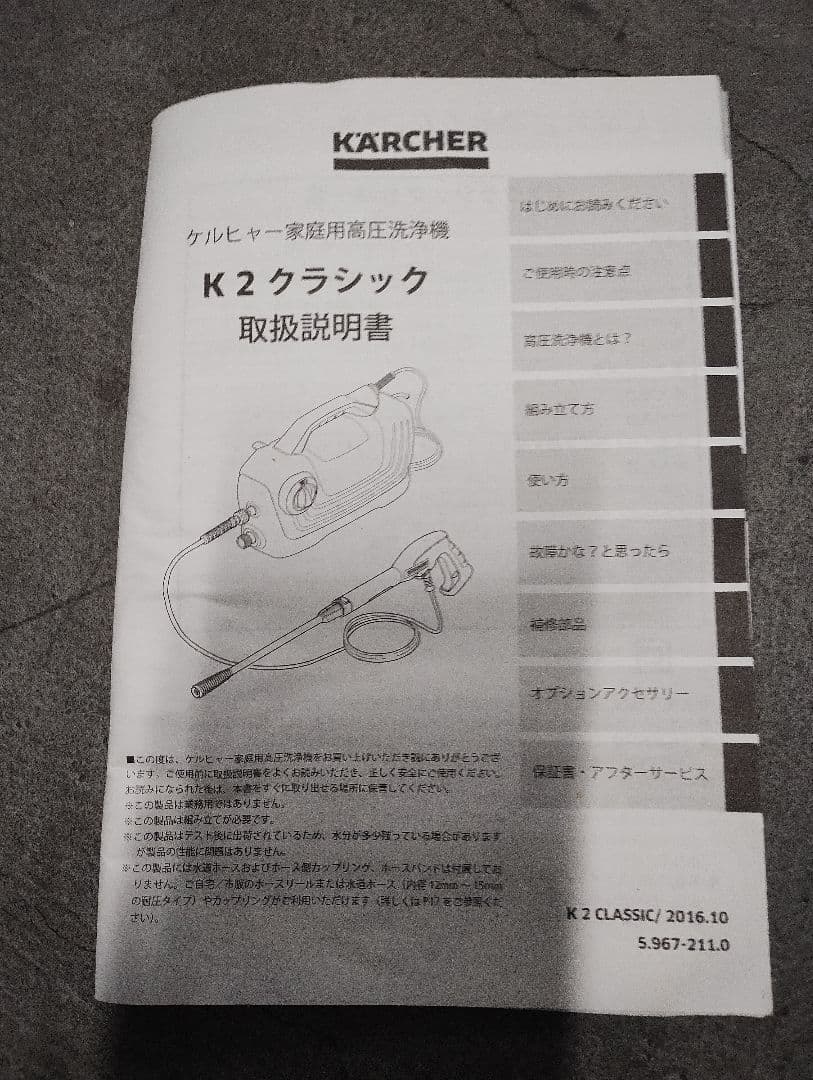 KÄRCHER
ケルヒャー家庭用高圧洗浄機
K 2 クラシック
取扱説明書
はじめにお読みください
ご使用時の注意点
高圧洗浄機とは？
組み立て方
使い方
故障かな？と思ったら
補修部品
オプションアクセサリー
保証書・アフターサービス
■この度は、ケルヒャー家庭用高圧洗浄機をお買い上げいただき誠にありがとうござ
います。ご使用前に取扱説明書をよくお読みいただき、正しく安全にご使用ください。
お読みになられた後は、本書をすぐに取り出せる場所に保管してください。
※この製品は業務用ではありません。
※この製品は組み立てが必要です。
※この製品はテスト後に出荷されているため、水分が多少残っている場合があります
が製品の性能に問題はありません。
※この製品には水道ホースおよびホース側カップリング、ホースバンドは付属してお
りません。ご自宅／市販のホースリールまたは水道ホース（内径12mm～15mm
の耐圧タイプ）やカップリングがご利用いただけます（詳しくは P17 をご参照くだ
さい）。
K 2 CLASSIC/ 2016.10
5.967-211.0